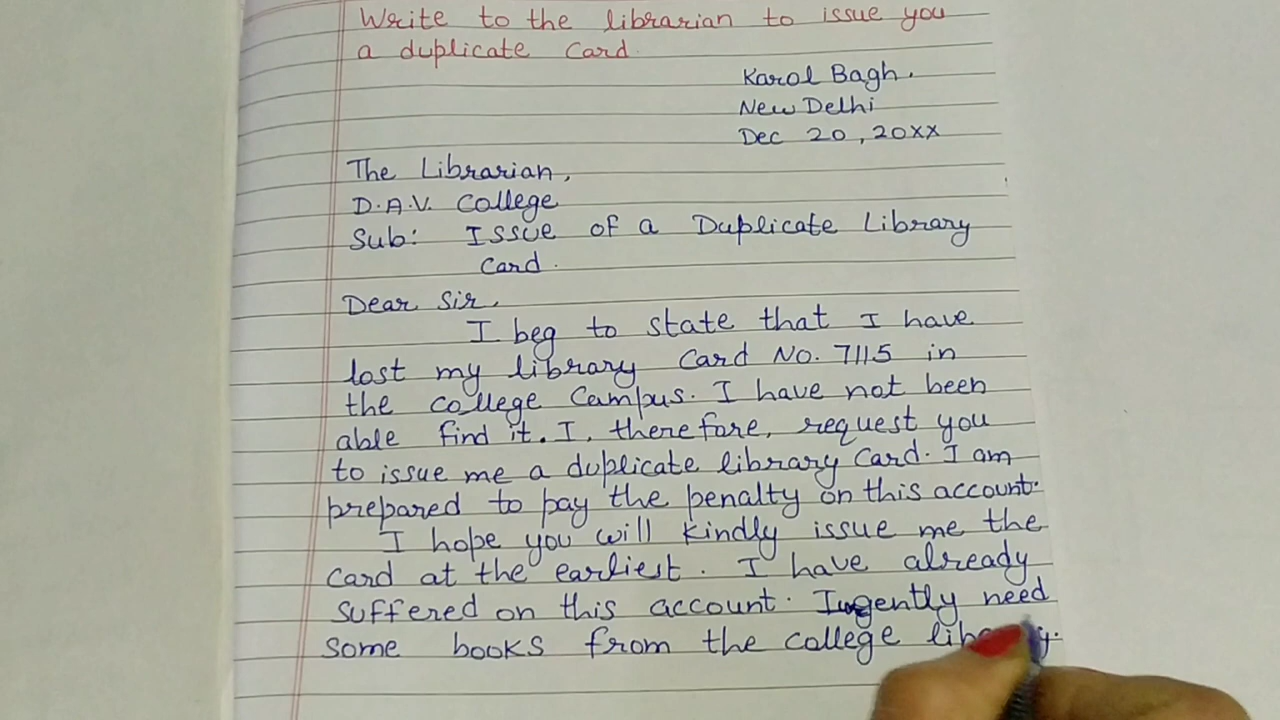 Write to the librarian to issue you
a duplicate Card.
Karol Bagh.
New Delhi
Dec 20, 20XX
The Librarian,
D.A.V. College
Sub: Issue of a Duplicate Library
Card.
Dear Sir,
I beg to state that I have
lost my library Card No. 7115 in
the college Campus. I have not been
able find it. I, therefore, request you
to issue me a duplicate library Card. I am
prepared to pay the penalty on this account.
I hope you will kindly issue me the
Card at the earliest. I have already
suffered on this account. I urgently need
some books from the college